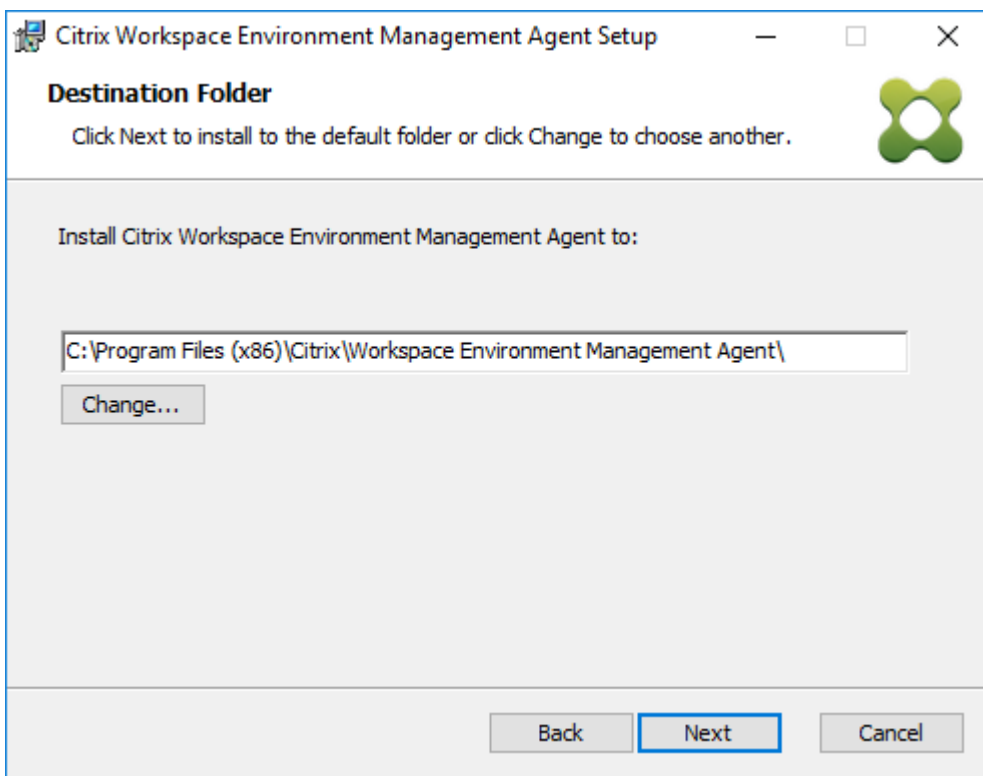 Citrix Workspace Environment Management Agent Setup
Destination Folder
Click Next to install to the default folder or click Change to choose another.
Install Citrix Workspace Environment Management Agent to:
C:\Program Files (x86)\Citrix\Workspace Environment Management Agent\
Change...
Back Next Cancel